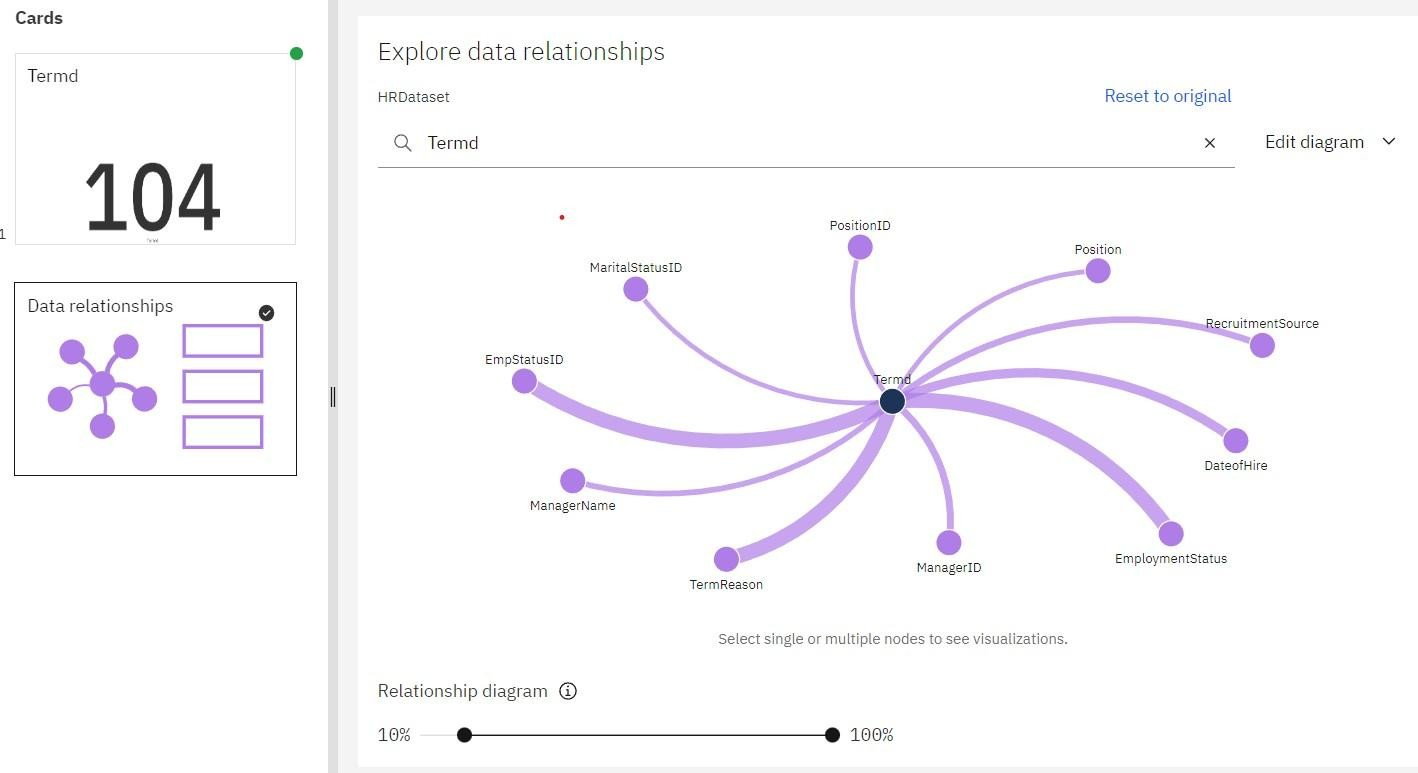 Cards
Termd
104
1
Data relationships
Explore data relationships
HRDataset
Reset to original
Termd
Edit diagram
PositionID
Position
MaritalStatusID
RecruitmentSource
EmpStatusID
Termd
DateofHire
ManagerName
EmploymentStatus
ManagerID
TermReason
Select single or multiple nodes to see visualizations.
Relationship diagram
10% 100%